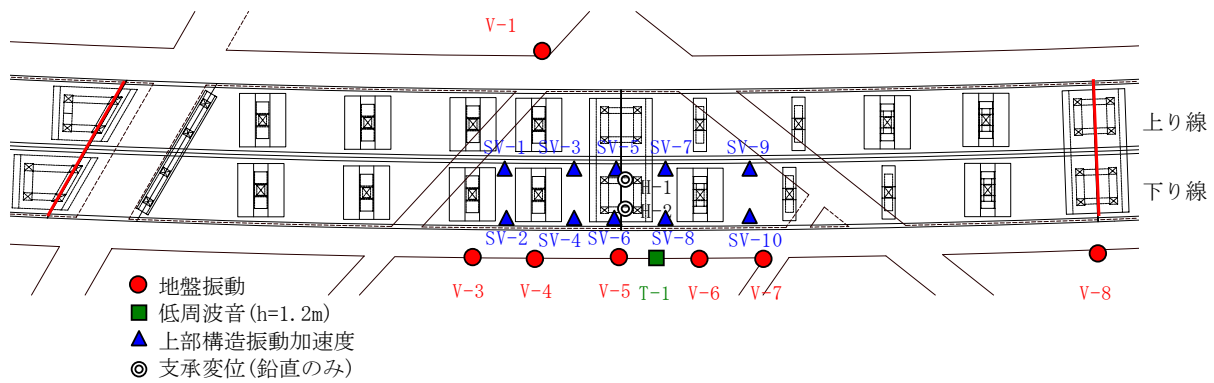 V-1
上り線
SV-1 SV-3 SV-5 SV-7 SV-9
H-1
下り線
H-2
SV-2 SV-4 SV-6 SV-8 SV-10
V-3 V-4 V-5 T-1 V-6 V-7 V-8
地盤振動
低周波音(h=1.2m)
上部構造振動加速度
支承変位(鉛直のみ)